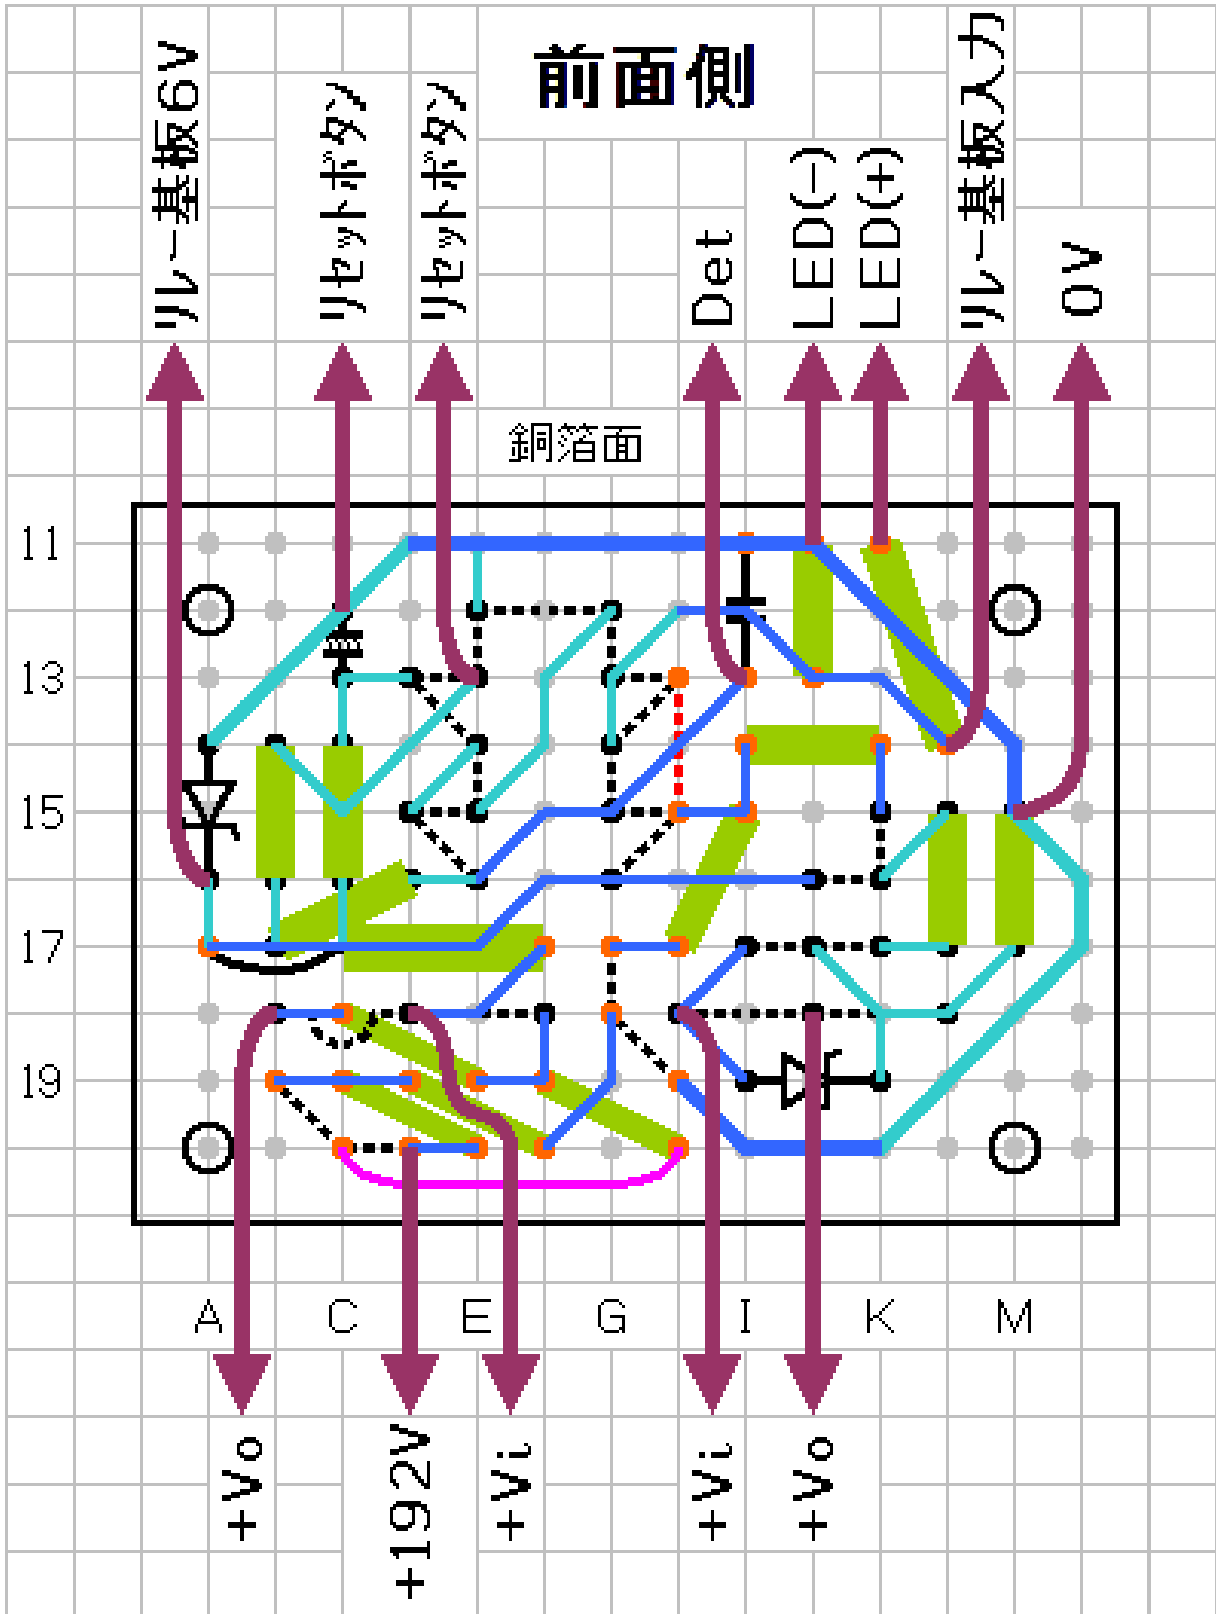 前面側
リレー基板6V
リセットボタン
リセットボタン
Det
LED(−)
LED(+)
リレー基板入力
0V
銅箔面
11
13
15
17
19
A C E G I K M
+Vo
+192V
+Vi
+Vi
+Vo